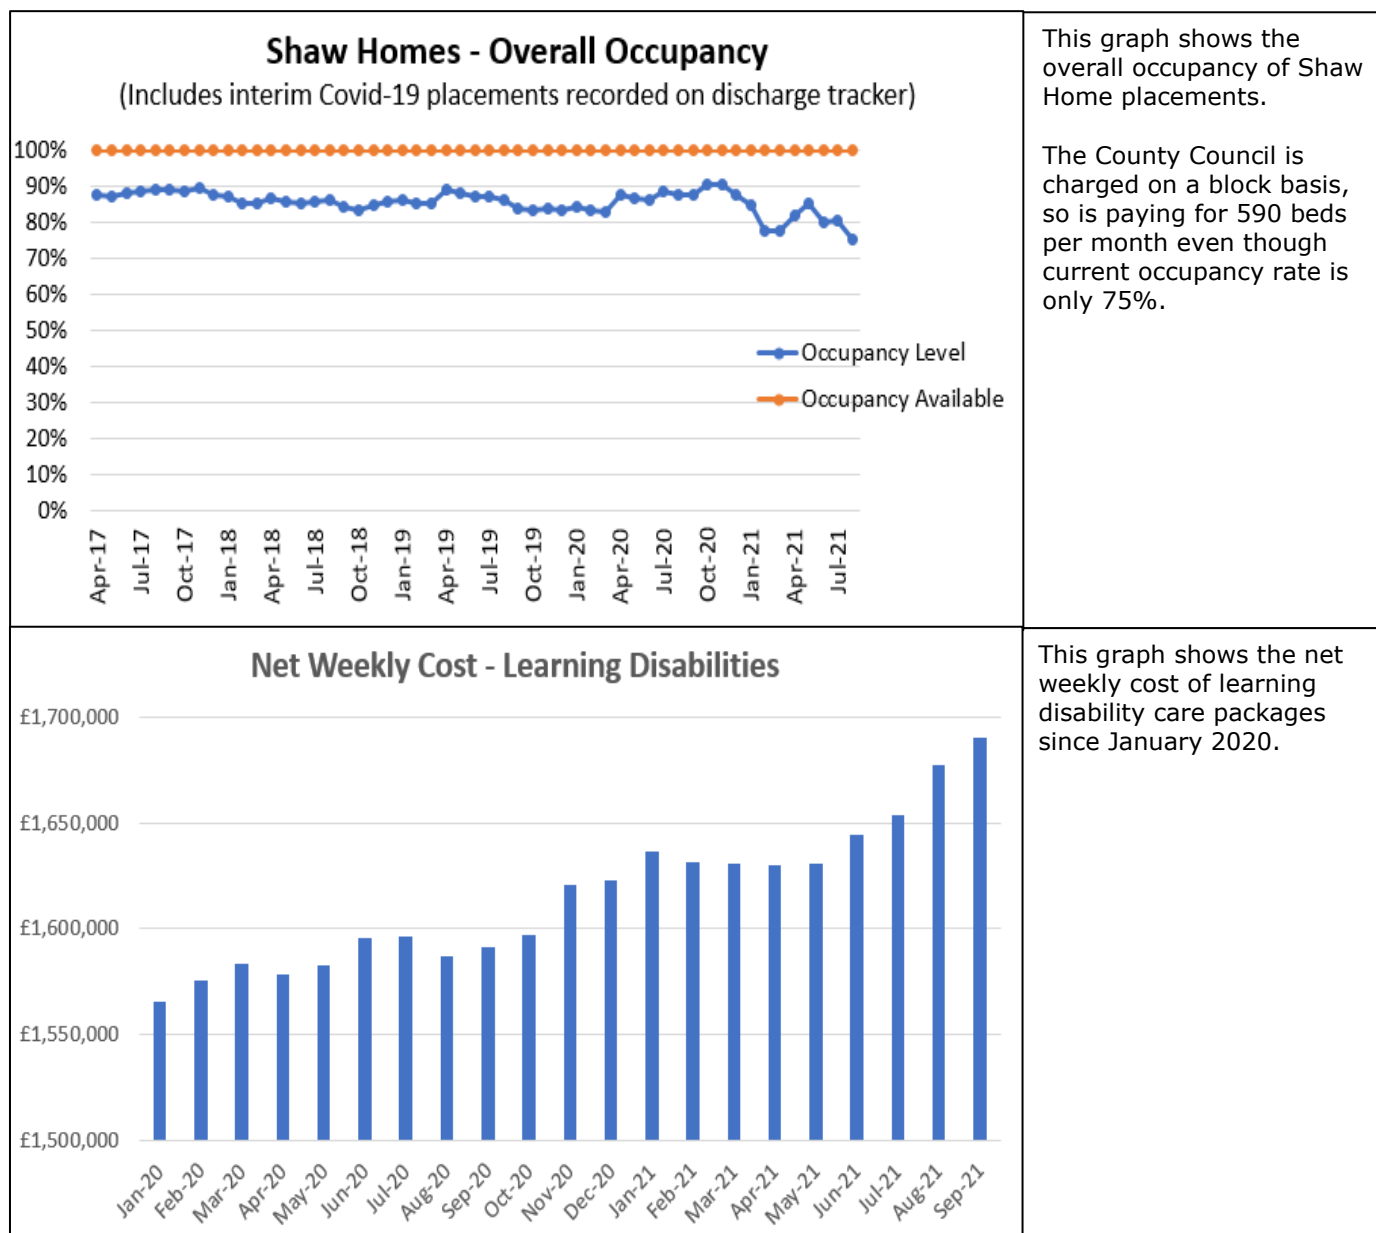 Shaw Homes - Overall Occupancy
(Includes interim Covid-19 placements recorded on discharge tracker)
100%
90%
80%
70%
60%
50%
40%
30%
20%
10%
0%
Occupancy Level
Occupancy Available
Apr-17
Jul-17
Oct-17
Jan-18
Apr-18
Jul-18
Oct-18
Jan-19
Apr-19
Jul-19
Oct-19
Jan-20
Apr-20
Jul-20
Oct-20
Jan-21
Apr-21
Jul-21
This graph shows the
overall occupancy of Shaw
Home placements.
The County Council is
charged on a block basis,
so is paying for 590 beds
per month even though
current occupancy rate is
only 75%.
Net Weekly Cost - Learning Disabilities
£1,700,000
£1,650,000
£1,600,000
£1,550,000
£1,500,000
Jan-20
Feb-20
Mar-20
Apr-20
May-20
Jun-20
Jul-20
Aug-20
Sep-20
Oct-20
Nov-20
Dec-20
Jan-21
Feb-21
Mar-21
Apr-21
May-21
Jun-21
Jul-21
Aug-21
Sep-21
This graph shows the net
weekly cost of learning
disability care packages
since January 2020.